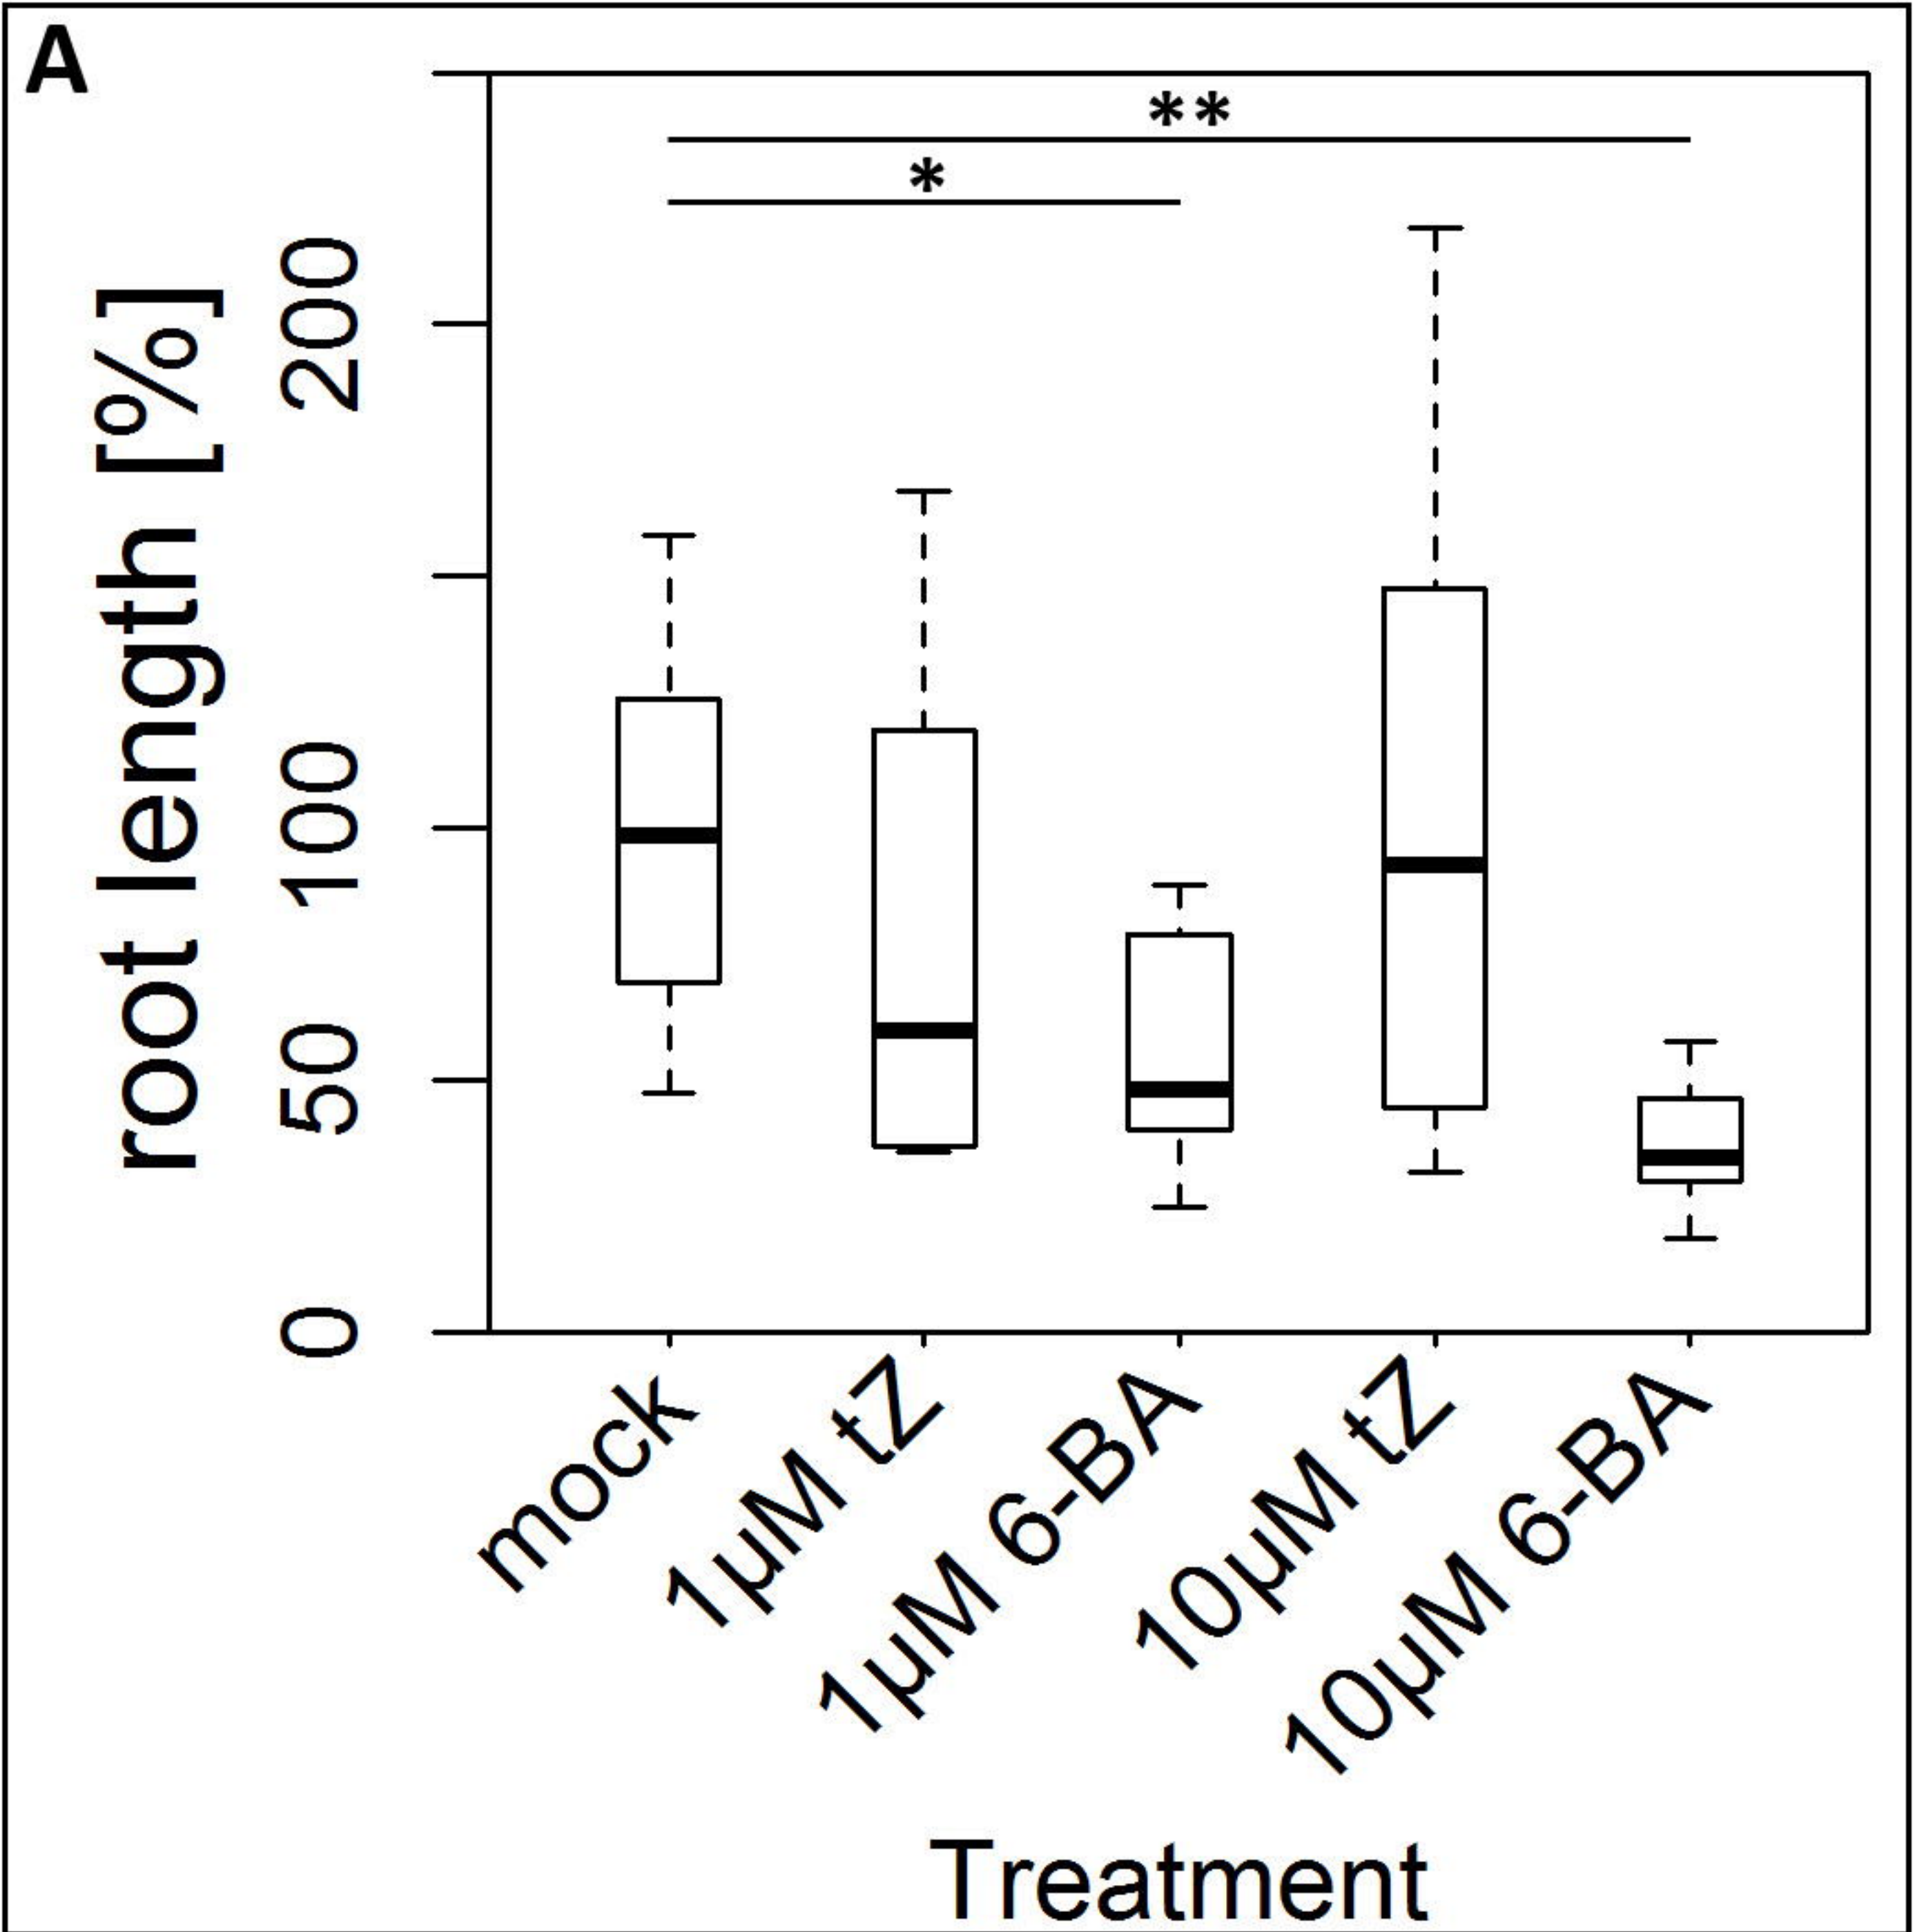 A
**
*
root length [%]
200
100
50
0
mock
1µM tZ
1µM 6-BA
10µM tZ
10µM 6-BA
Treatment